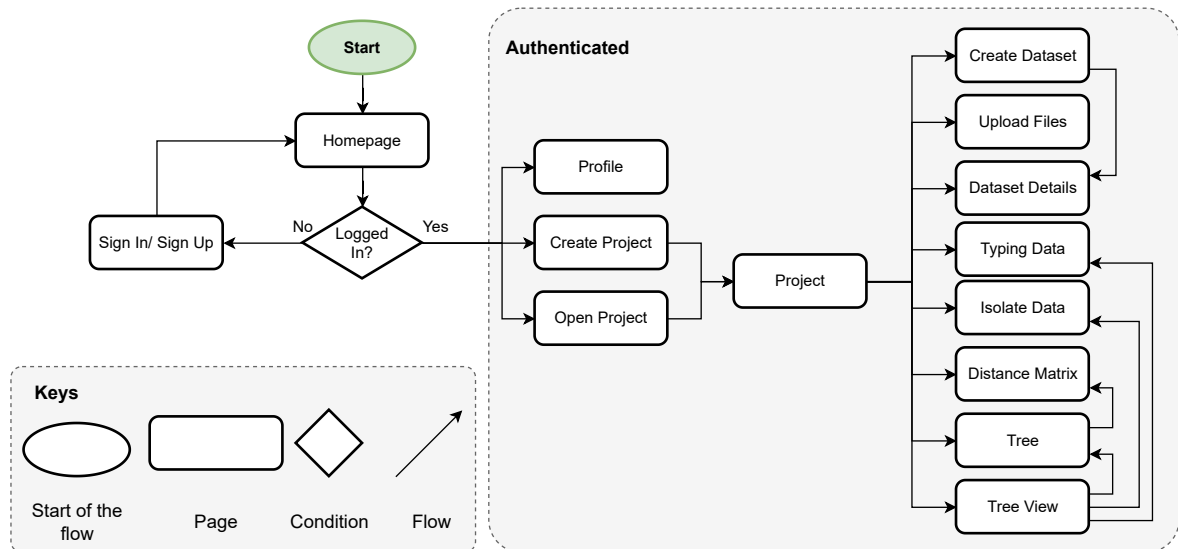 Start
Homepage
Logged
In?
No
Yes
Sign In/ Sign Up
Authenticated
Profile
Create Project
Open Project
Project
Create Dataset
Upload Files
Dataset Details
Typing Data
Isolate Data
Distance Matrix
Tree
Tree View
Keys
Start of the
flow
Page
Condition
Flow